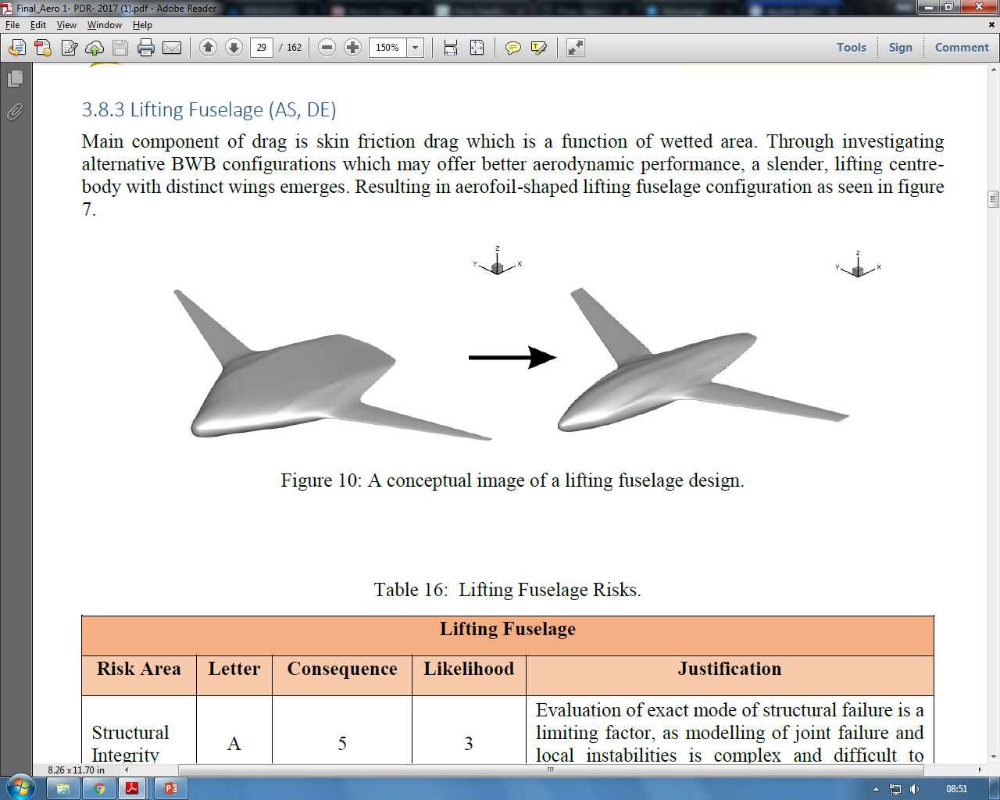 Final_Aero 1- PDR- 2017 (1).pdf - Adobe Reader
File Edit View Window Help
29 / 162 150% Tools Sign Comment
3.8.3 Lifting Fuselage (AS, DE)
Main component of drag is skin friction drag which is a function of wetted area. Through investigating
alternative BWB configurations which may offer better aerodynamic performance, a slender, lifting centre-
body with distinct wings emerges. Resulting in aerofoil-shaped lifting fuselage configuration as seen in figure
7.
Z
Y X
Z
Y X
Figure 10: A conceptual image of a lifting fuselage design.
Table 16: Lifting Fuselage Risks.
Lifting Fuselage
Risk Area Letter Consequence Likelihood Justification
Structural
Integrity
A
5
3
Evaluation of exact mode of structural failure is a
limiting factor, as modelling of joint failure and
local instabilities is complex and difficult to
8.26 x 11.70 in
08:51